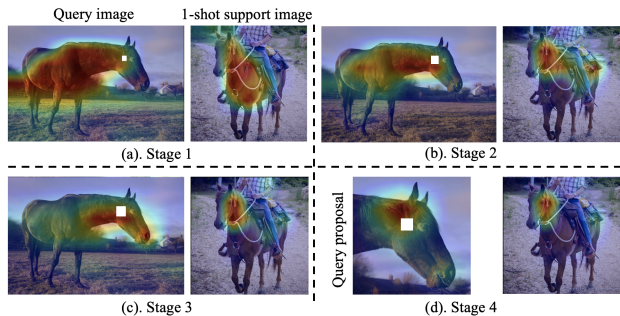 Query image
1-shot support image
(a). Stage 1
(b). Stage 2
Query proposal
(c). Stage 3
(d). Stage 4